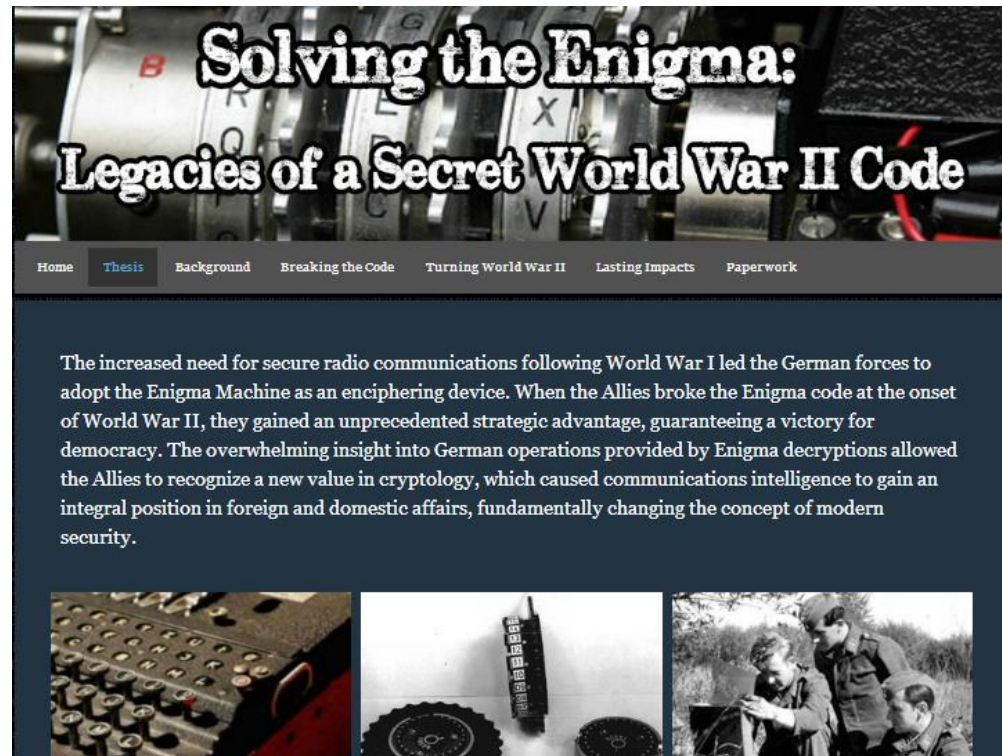 Solving the Enigma:
Legacies of a Secret World War II Code
Home Thesis Background Breaking the Code Turning World War II Lasting Impacts Paperwork
The increased need for secure radio communications following World War I led the German forces to
adopt the Enigma Machine as an enciphering device. When the Allies broke the Enigma code at the onset
of World War II, they gained an unprecedented strategic advantage, guaranteeing a victory for
democracy. The overwhelming insight into German operations provided by Enigma decryptions allowed
the Allies to recognize a new value in cryptology, which caused communications intelligence to gain an
integral position in foreign and domestic affairs, fundamentally changing the concept of modern
security.